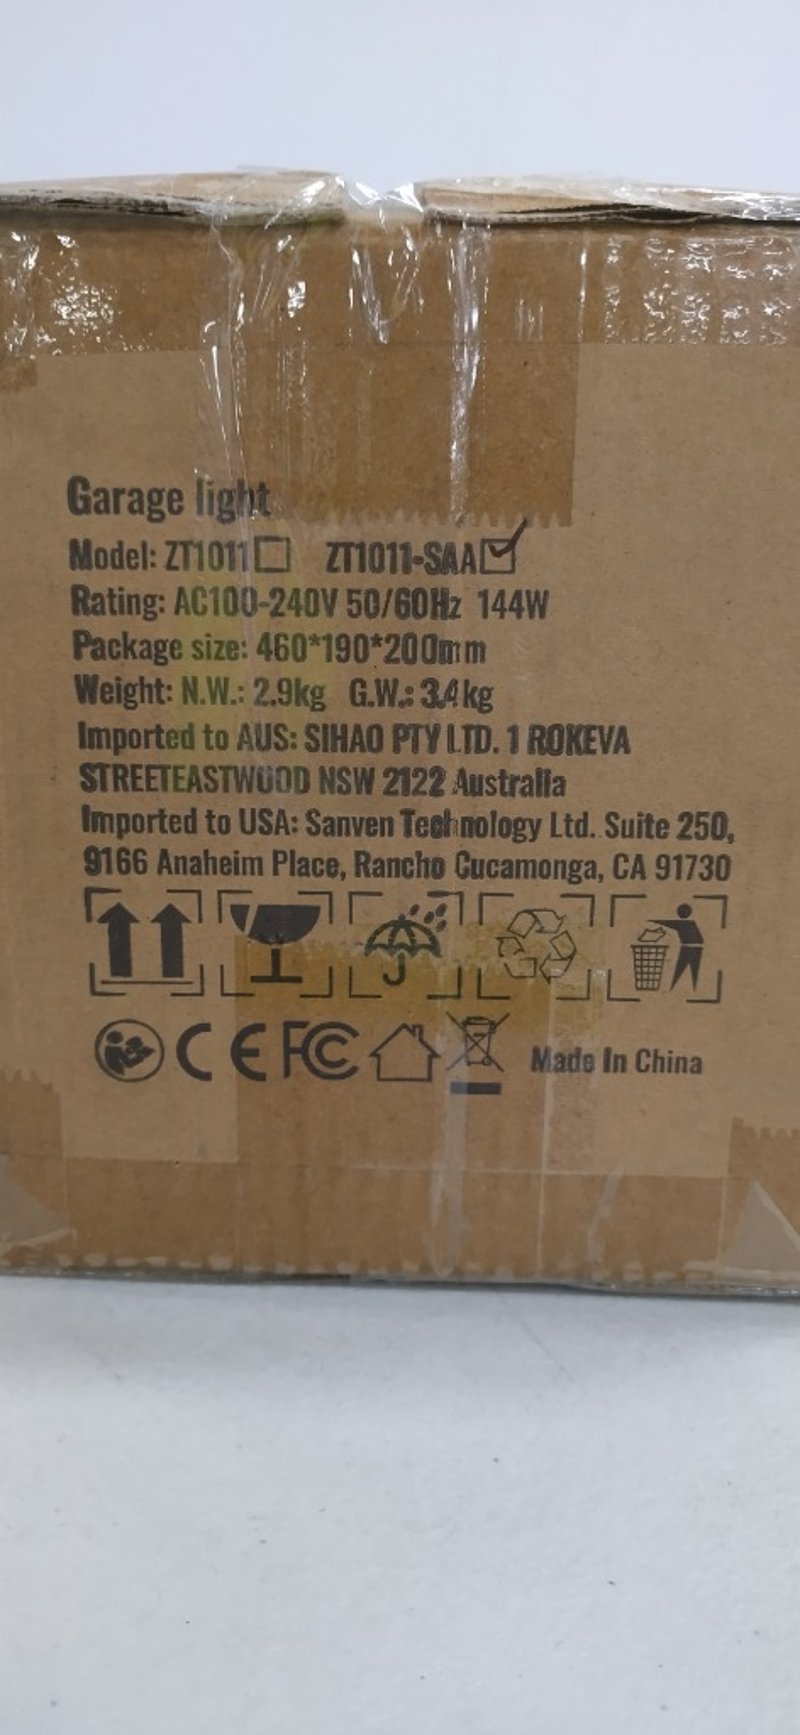 Garage light
Model: ZT1011☐ ZT1011-SAA☑
Rating: AC100-240V 50/60Hz 144W
Package size: 460*190*200mm
Weight: N.W.: 2.9kg G.W.: 3.4kg
Imported to AUS: SIHAO PTY LTD. 1 ROKEVA
STREETEASTWOOD NSW 2122 Australia
Imported to USA: Sanven Technology Ltd. Suite 250,
9166 Anaheim Place, Rancho Cucamonga, CA 91730
CE FC Made In China